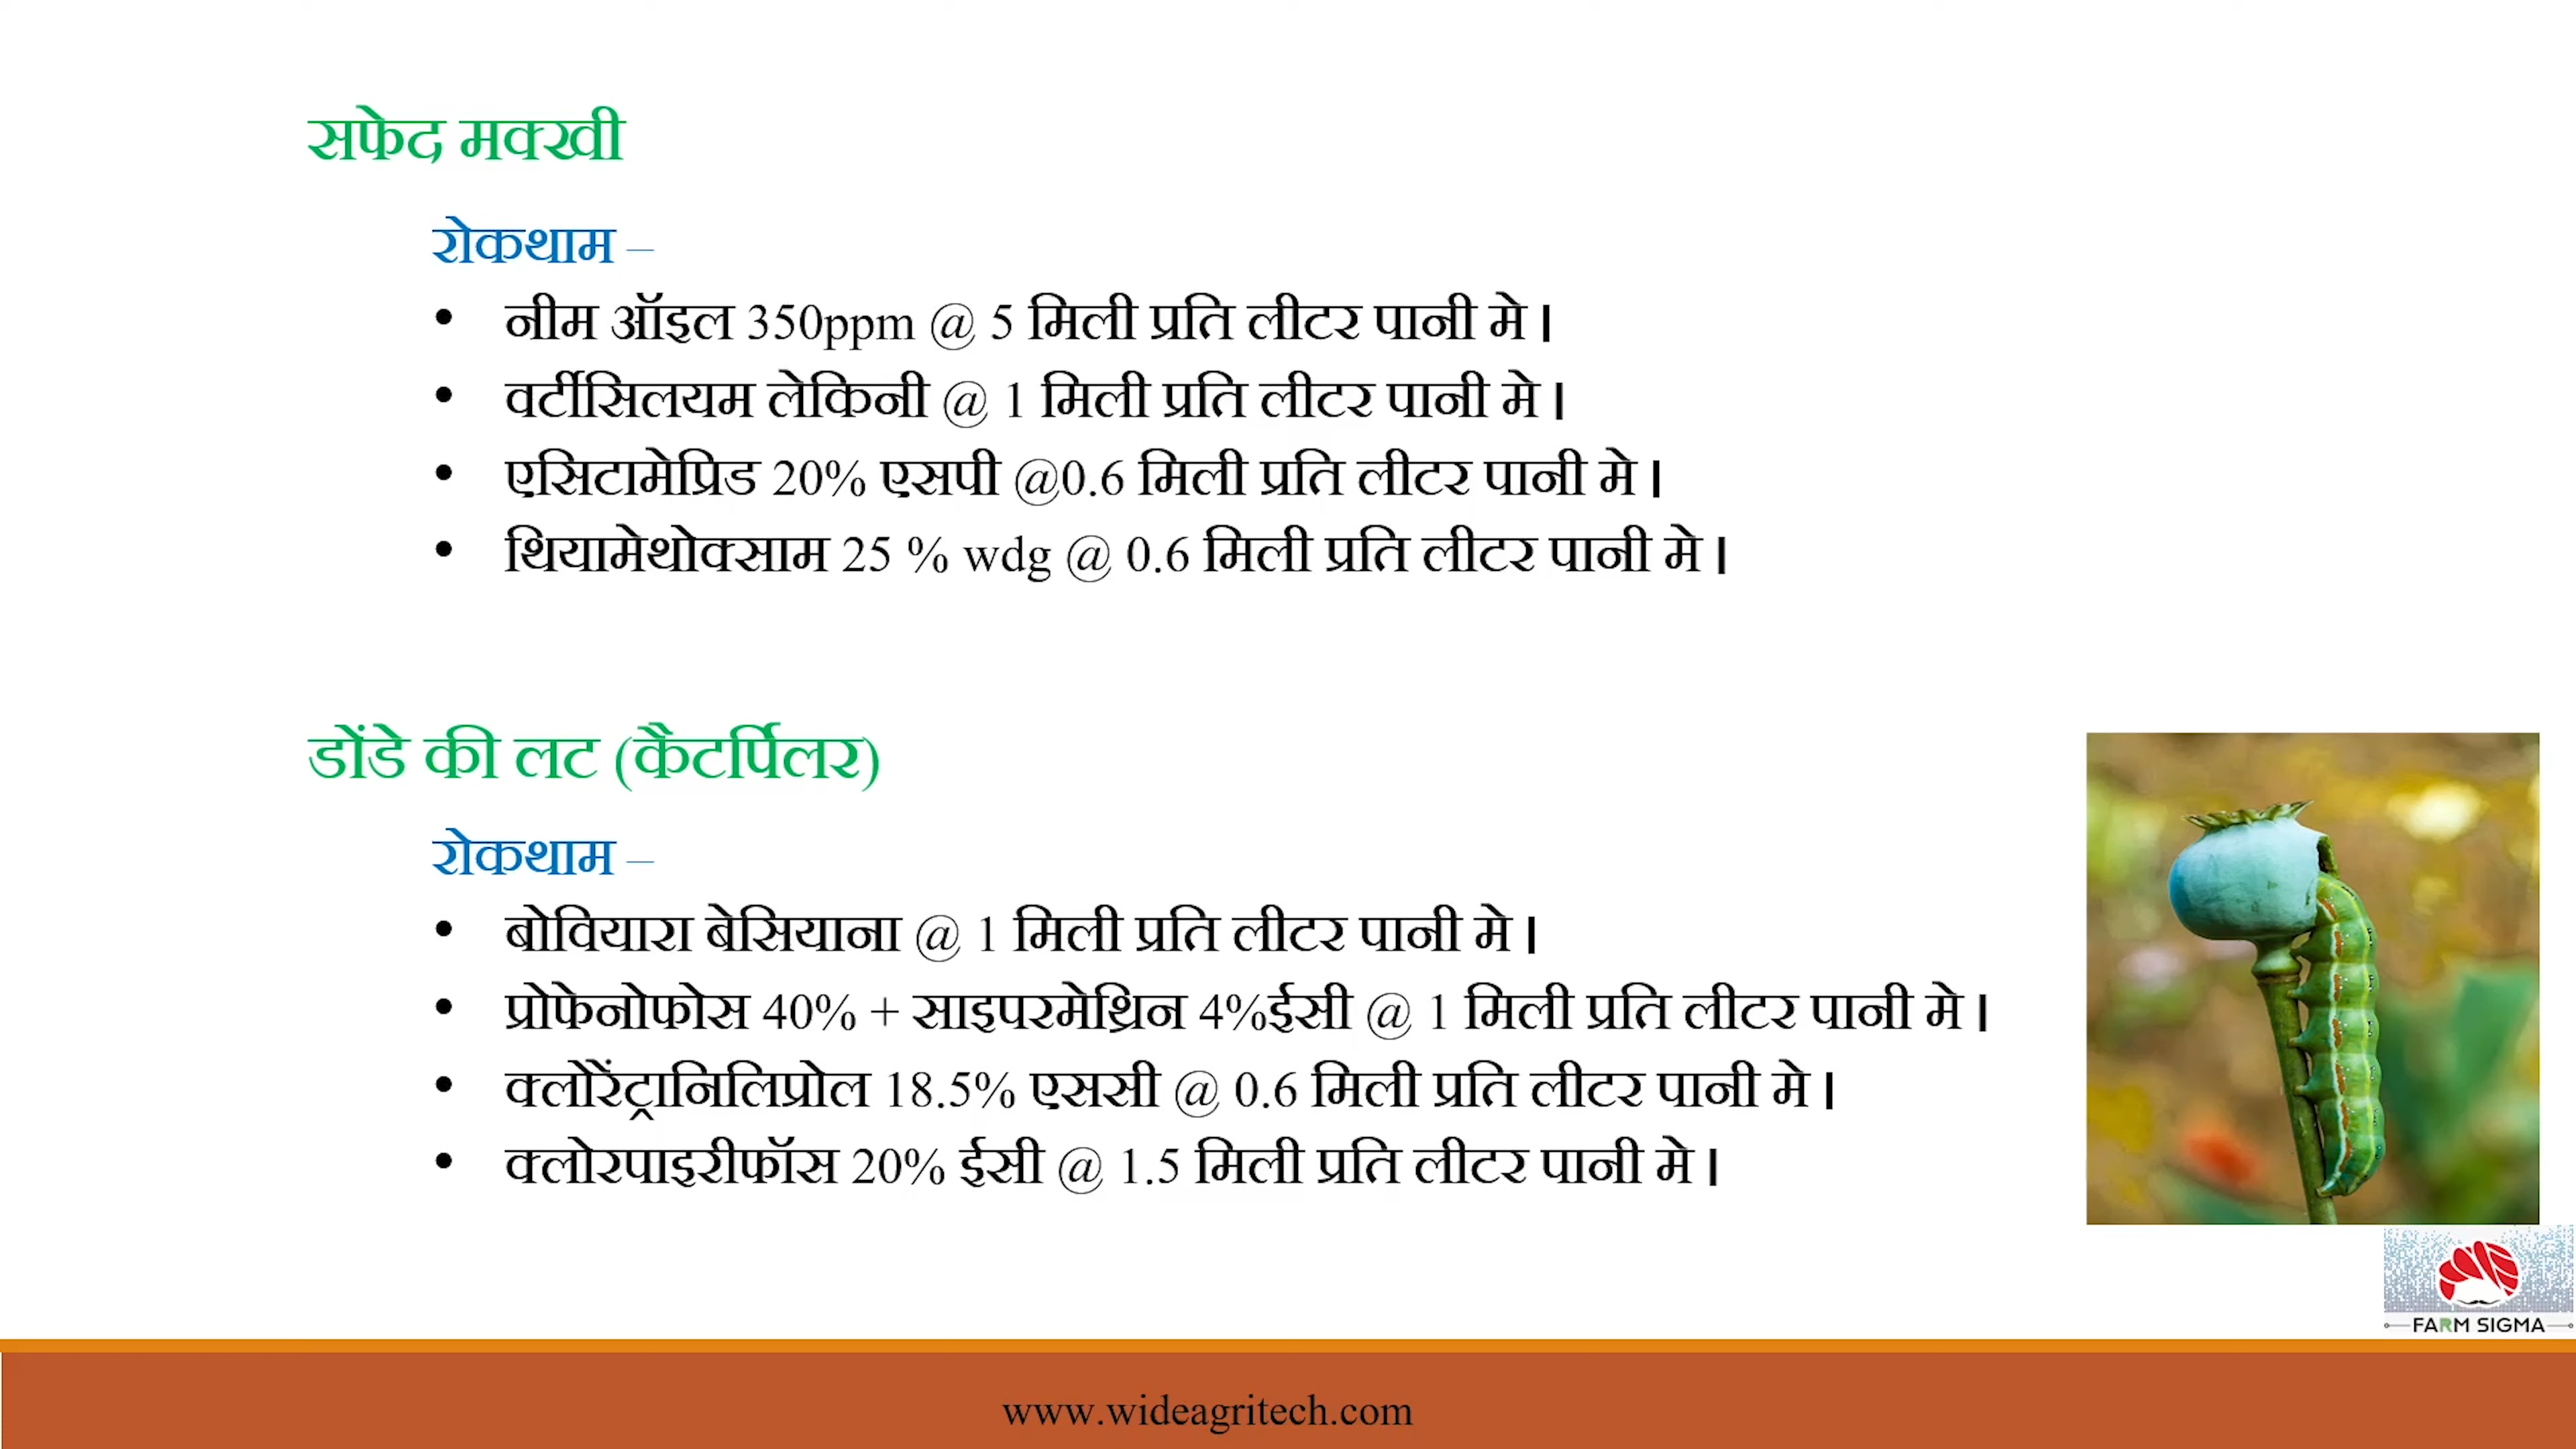 सफेद मक्खी
रोकथाम –
• नीम ऑइल 350ppm @ 5 मिली प्रति लीटर पानी मे ।
• वर्टीसिलयम लेकिनी @ 1 मिली प्रति लीटर पानी मे ।
• एसिटामेप्रिड 20% एसपी @0.6 मिली प्रति लीटर पानी मे ।
• थियामेथोक्साम 25 % wdg @ 0.6 मिली प्रति लीटर पानी मे ।
डोंडे की लट (कैटर्पिलर)
रोकथाम –
• बोवियारा बेसियाना @ 1 मिली प्रति लीटर पानी मे ।
• प्रोफेनोफोस 40% + साइपरमेथ्रिन 4%ईसी @ 1 मिली प्रति लीटर पानी मे ।
• क्लोरेंट्रानिलिप्रोल 18.5% एससी @ 0.6 मिली प्रति लीटर पानी मे ।
• क्लोरपाइरीफॉस 20% ईसी @ 1.5 मिली प्रति लीटर पानी मे ।
FARM SIGMA
www.wideagritech.com